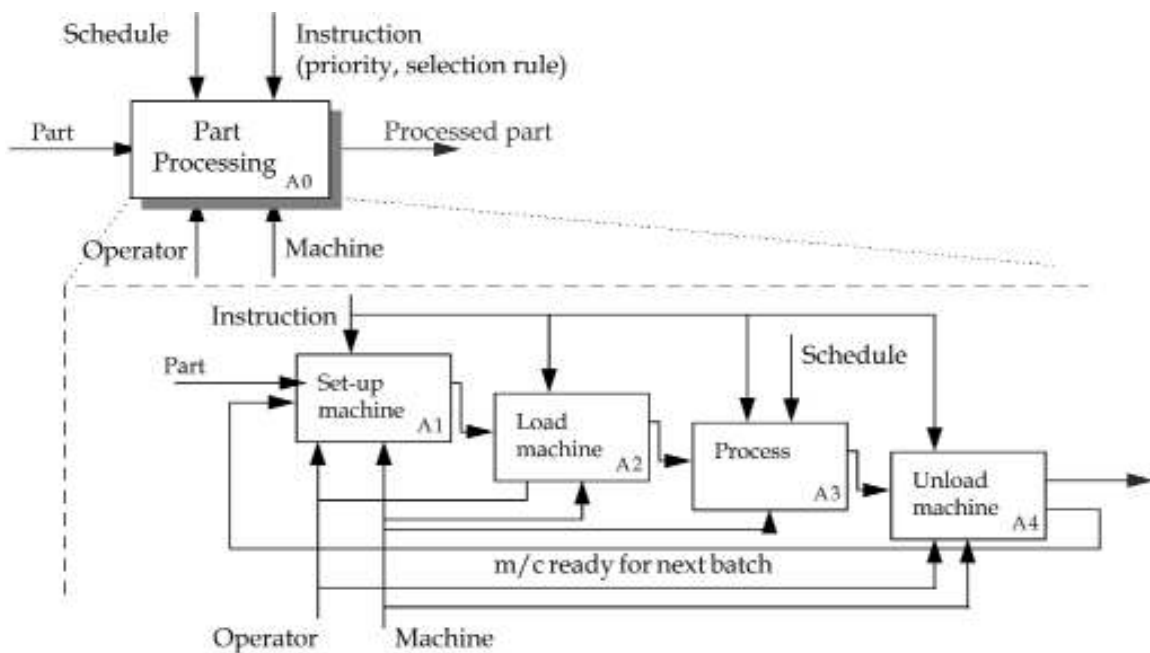 Schedule
Instruction
(priority, selection rule)
Part
Part
Processing
A0
Processed part
Operator
Machine
Instruction
Part
Set-up
machine
A1
Schedule
Load
machine
A2
Process
A3
Unload
machine
A4
m/c ready for next batch
Operator
Machine